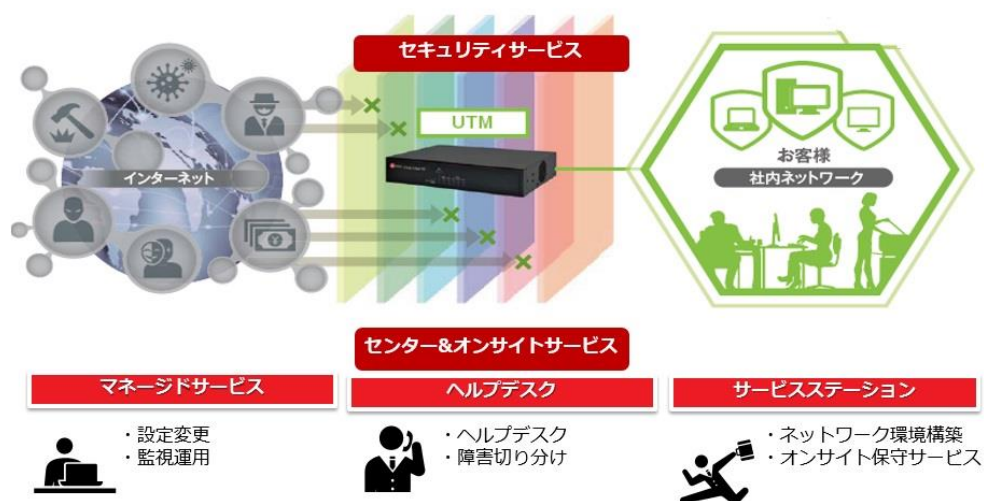 セキュリティサービス
UTM
インターネット
お客様
社内ネットワーク
¥
センター&オンサイトサービス
マネージドサービス
・設定変更
・監視運用
ヘルプデスク
・ヘルプデスク
・障害切り分け
サービスステーション
・ネットワーク環境構築
・オンサイト保守サービス